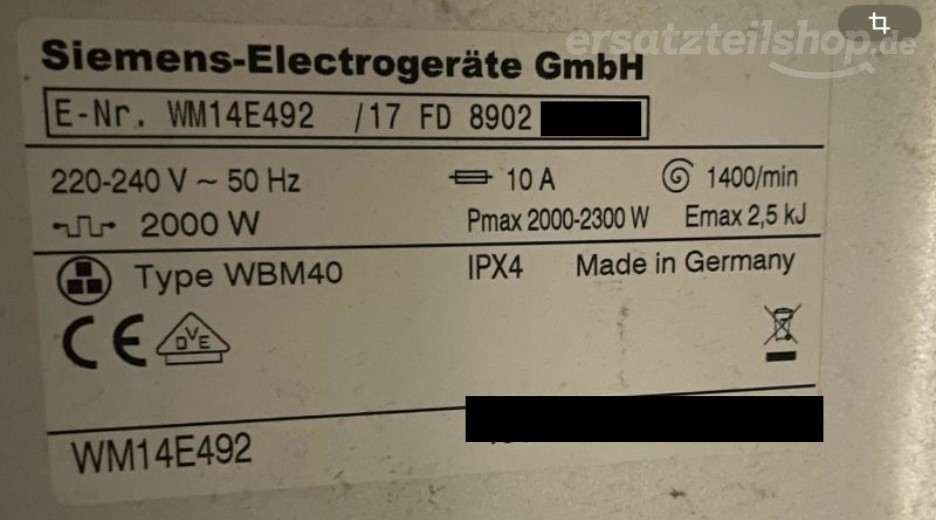 ersatzteilshop.de
Siemens-Electrogeräte GmbH
E-Nr. WM14E492 /17 FD 8902
220-240 V ~ 50 Hz 10 A 1400/min
2000 W Pmax 2000-2300 W Emax 2,5 kJ
Type WBM40 IPX4 Made in Germany
CE DVE
WM14E492